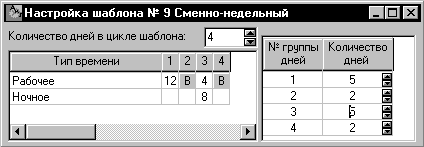 Настройка шаблона № 9 Сменно-недельный
Количество дней в цикле шаблона: 4
Тип времени 1 2 3 4
Рабочее 12 В 4 В
Ночное 8
№ группы дней Количество дней
1 5
2 2
3 5
4 2